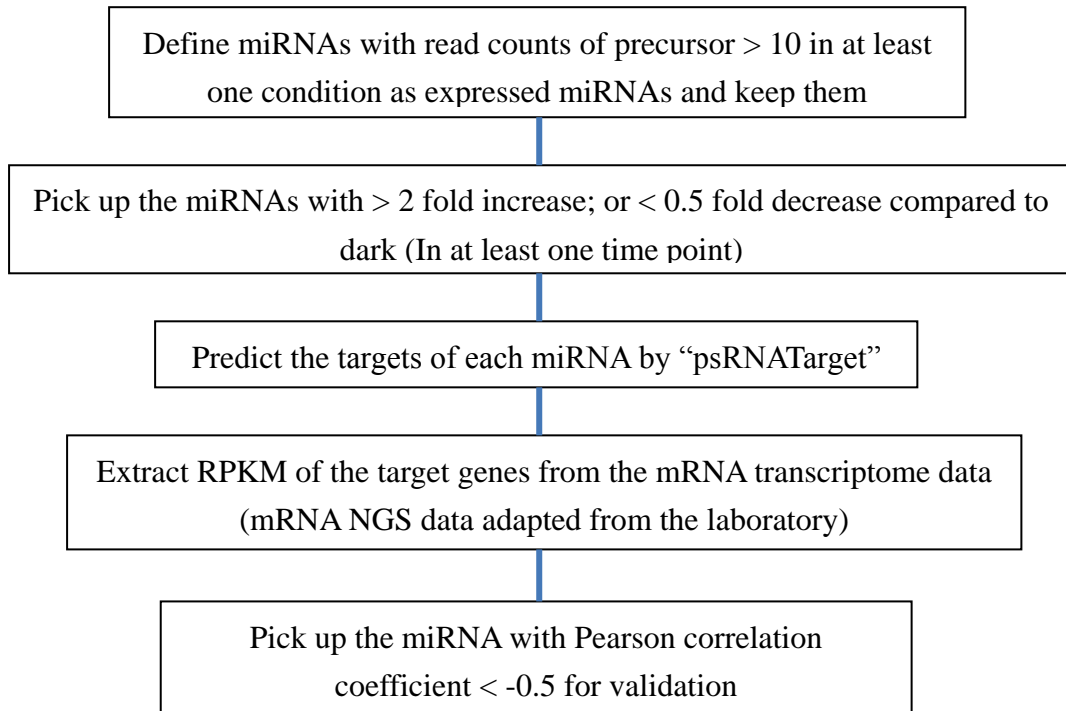 Define miRNAs with read counts of precursor > 10 in at least
one condition as expressed miRNAs and keep them
Pick up the miRNAs with > 2 fold increase; or < 0.5 fold decrease compared to
dark (In at least one time point)
Predict the targets of each miRNA by “psRNATarget”
Extract RPKM of the target genes from the mRNA transcriptome data
(mRNA NGS data adapted from the laboratory)
Pick up the miRNA with Pearson correlation
coefficient < -0.5 for validation